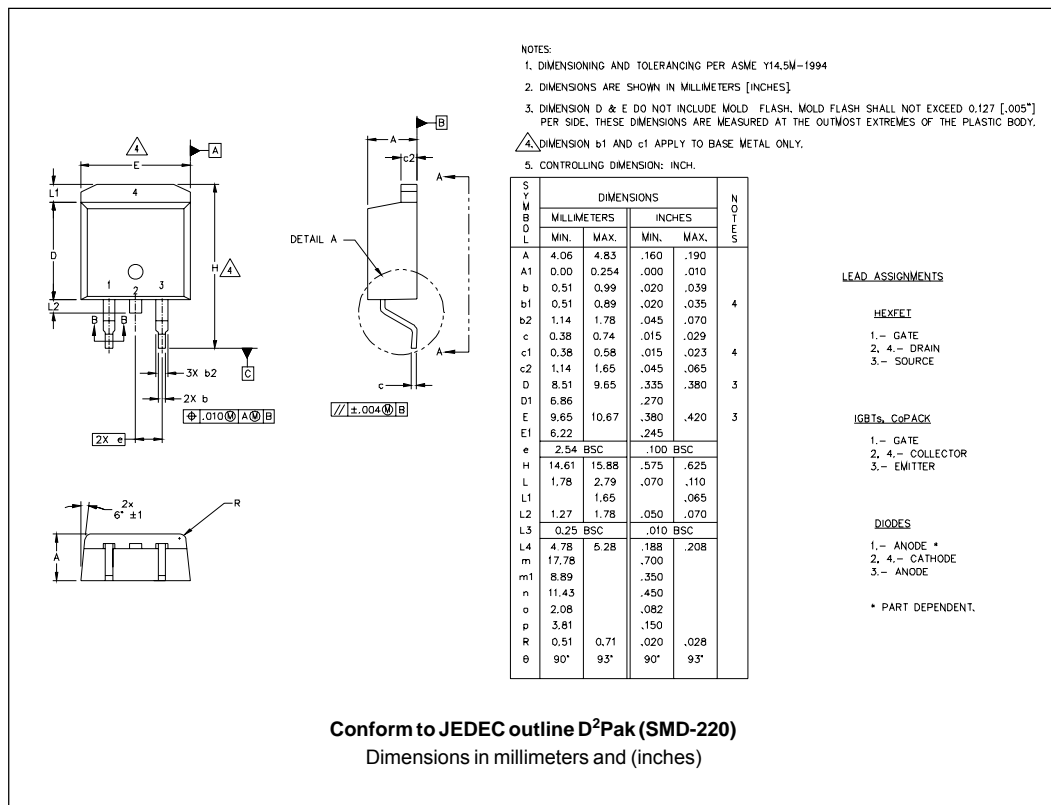 NOTES:
1. DIMENSIONING AND TOLERANCING PER ASME Y14.5M-1994
2. DIMENSIONS ARE SHOWN IN MILLIMETERS [INCHES].
3. DIMENSION D & E DO NOT INCLUDE MOLD FLASH. MOLD FLASH SHALL NOT EXCEED 0.127 [.005"]
PER SIDE. THESE DIMENSIONS ARE MEASURED AT THE OUTMOST EXTREMES OF THE PLASTIC BODY.
4. DIMENSION b1 AND c1 APPLY TO BASE METAL ONLY.
5. CONTROLLING DIMENSION: INCH.
4
A
E
L1
4
D
H
4
1 2 3
L2
B B
C
3X b2
2X b
⌖ .010 Ⓜ A Ⓜ B
2X e
B
A
c2
A
DETAIL A
A
c
// ±.004 Ⓜ B
2x
6° ±1
R
A
SYMBOL DIMENSIONS NOTES
MILLIMETERS INCHES
MIN. MAX. MIN. MAX.
A 4.06 4.83 .160 .190
A1 0.00 0.254 .000 .010
b 0.51 0.99 .020 .039
b1 0.51 0.89 .020 .035 4
b2 1.14 1.78 .045 .070
c 0.38 0.74 .015 .029
c1 0.38 0.58 .015 .023 4
c2 1.14 1.65 .045 .065
D 8.51 9.65 .335 .380 3
D1 6.86 .270
E 9.65 10.67 .380 .420 3
E1 6.22 .245
e 2.54 BSC .100 BSC
H 14.61 15.88 .575 .625
L 1.78 2.79 .070 .110
L1 1.65 .065
L2 1.27 1.78 .050 .070
L3 0.25 BSC .010 BSC
L4 4.78 5.28 .188 .208
m 17.78 .700
m1 8.89 .350
n 11.43 .450
o 2.08 .082
p 3.81 .150
R 0.51 0.71 .020 .028
θ 90° 93° 90° 93°
LEAD ASSIGNMENTS
HEXFET
1.- GATE
2, 4.- DRAIN
3.- SOURCE
IGBTs, CoPACK
1.- GATE
2, 4.- COLLECTOR
3.- EMITTER
DIODES
1.- ANODE *
2, 4.- CATHODE
3.- ANODE
* PART DEPENDENT.
Conform to JEDEC outline D²Pak (SMD-220)
Dimensions in millimeters and (inches)